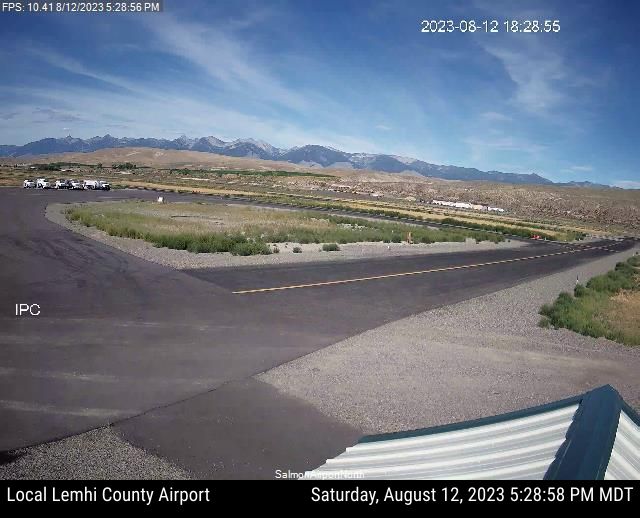 FPS: 10.41 8/12/2023 5:28:56 PM
2023-08-12 18:28:55
IPC
SalmonAirportNorth
Local Lemhi County Airport
Saturday, August 12, 2023 5:28:58 PM MDT